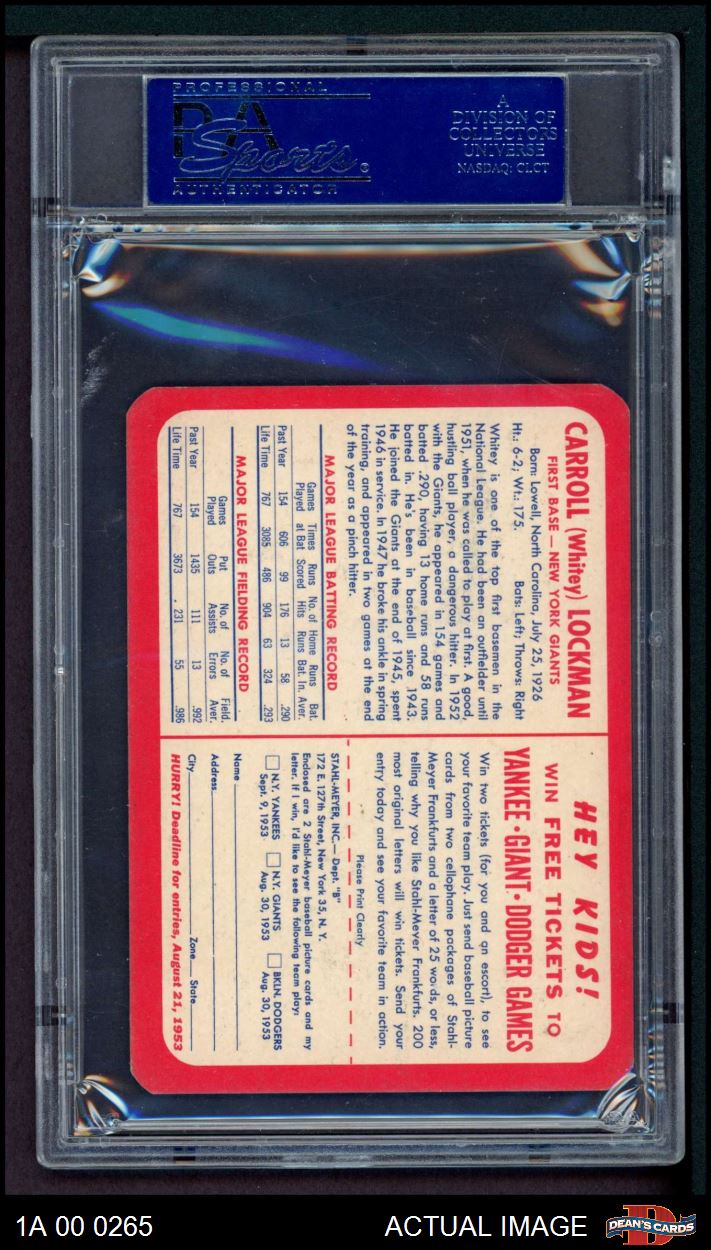 PROFESSIONAL
PSA
Sports
AUTHENTICATOR
A
DIVISION OF
COLLECTORS
UNIVERSE
NASDAQ: CLCT
CARROLL (Whitey) LOCKMAN
FIRST BASE — NEW YORK GIANTS
Born: Lowell, North Carolina, July 25, 1926
Ht.: 6-2; Wt.: 175. Bats: Left; Throws: Right
Whitey is one of the top first basemen in the
National League. He had been an outfielder until
1951, when he was called to play at first. A good,
hustling ball player, a dangerous hitter. In 1952
with the Giants, he appeared in 154 games and
batted .290, having 13 home runs and 58 runs
batted in. He's been in baseball since 1943.
He joined the Giants at the end of 1945, spent
1946 in service. In 1947 he broke his ankle in spring
training, and appeared in two games at the end
of the year as a pinch hitter.
MAJOR LEAGUE BATTING RECORD
Games Times Runs No. of Home Runs Bat.
Played at Bat Scored Hits Runs Bat. In. Aver.
Past Year 154 606 99 176 13 58 .290
Life Time 767 3085 486 904 63 324 .293
MAJOR LEAGUE FIELDING RECORD
Games Put No. of No. of Field.
Played Outs Assists Errors Aver.
Past Year 154 1435 111 13 .992
Life Time 767 3673 231 55 .986
HEY KIDS!
WIN FREE TICKETS TO
YANKEE • GIANT • DODGER GAMES
Win two tickets (for you and an escort), to see
your favorite team play. Just send baseball picture
cards from two cellophane packages of Stahl-
Meyer Frankfurts and a letter of 25 words, or less,
telling why you like Stahl-Meyer Frankfurts. 200
most original letters will win tickets. Send your
entry today and see your favorite team in action.
Please Print Clearly
STAHL-MEYER, INC.— Dept. "B"
172 E. 127th Street, New York 35, N. Y.
Enclosed are 2 Stahl-Meyer baseball picture cards and my
letter. If I win, I'd like to see the following team play:
N.Y. YANKEES N.Y. GIANTS BKLN. DODGERS
Sept. 9, 1953 Aug. 30, 1953 Aug. 30, 1953
Name
Address
City Zone State
HURRY! Deadline for entries, August 21, 1953
1A 00 0265
ACTUAL IMAGE
DEAN'S CARDS